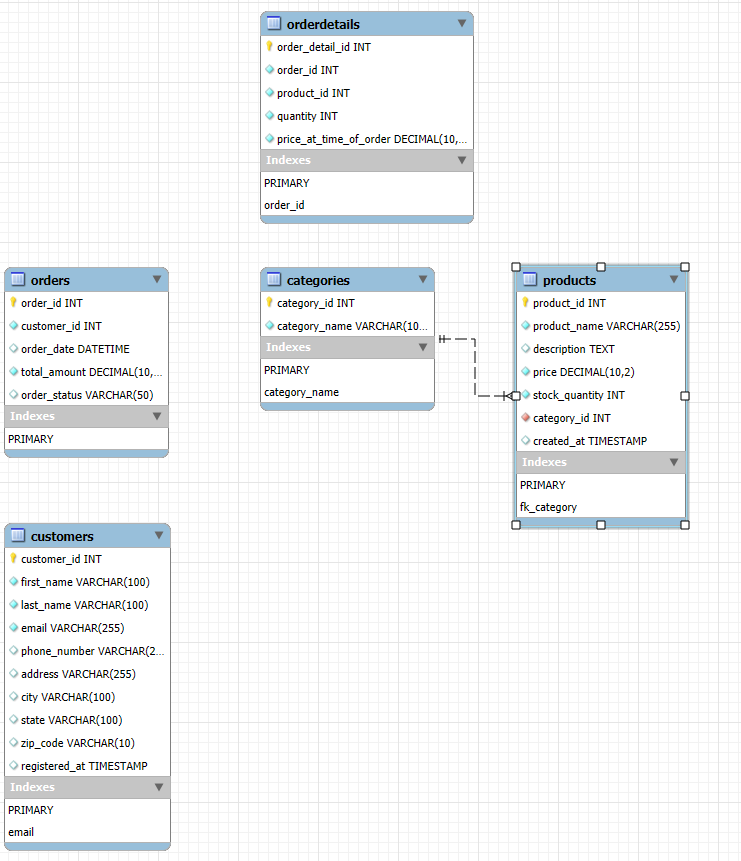 orderdetails
order_detail_id INT
order_id INT
product_id INT
quantity INT
price_at_time_of_order DECIMAL(10,...
Indexes
PRIMARY
order_id
orders
order_id INT
customer_id INT
order_date DATETIME
total_amount DECIMAL(10,...
order_status VARCHAR(50)
Indexes
PRIMARY
categories
category_id INT
category_name VARCHAR(10...
Indexes
PRIMARY
category_name
products
product_id INT
product_name VARCHAR(255)
description TEXT
price DECIMAL(10,2)
stock_quantity INT
category_id INT
created_at TIMESTAMP
Indexes
PRIMARY
fk_category
customers
customer_id INT
first_name VARCHAR(100)
last_name VARCHAR(100)
email VARCHAR(255)
phone_number VARCHAR(2...
address VARCHAR(255)
city VARCHAR(100)
state VARCHAR(100)
zip_code VARCHAR(10)
registered_at TIMESTAMP
Indexes
PRIMARY
email